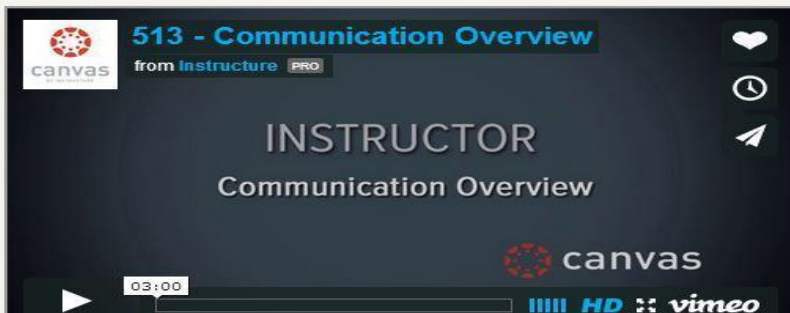 513 - Communication Overview
canvas
from Instructure PRO
INSTRUCTOR
Communication Overview
canvas
03:00
HD vimeo